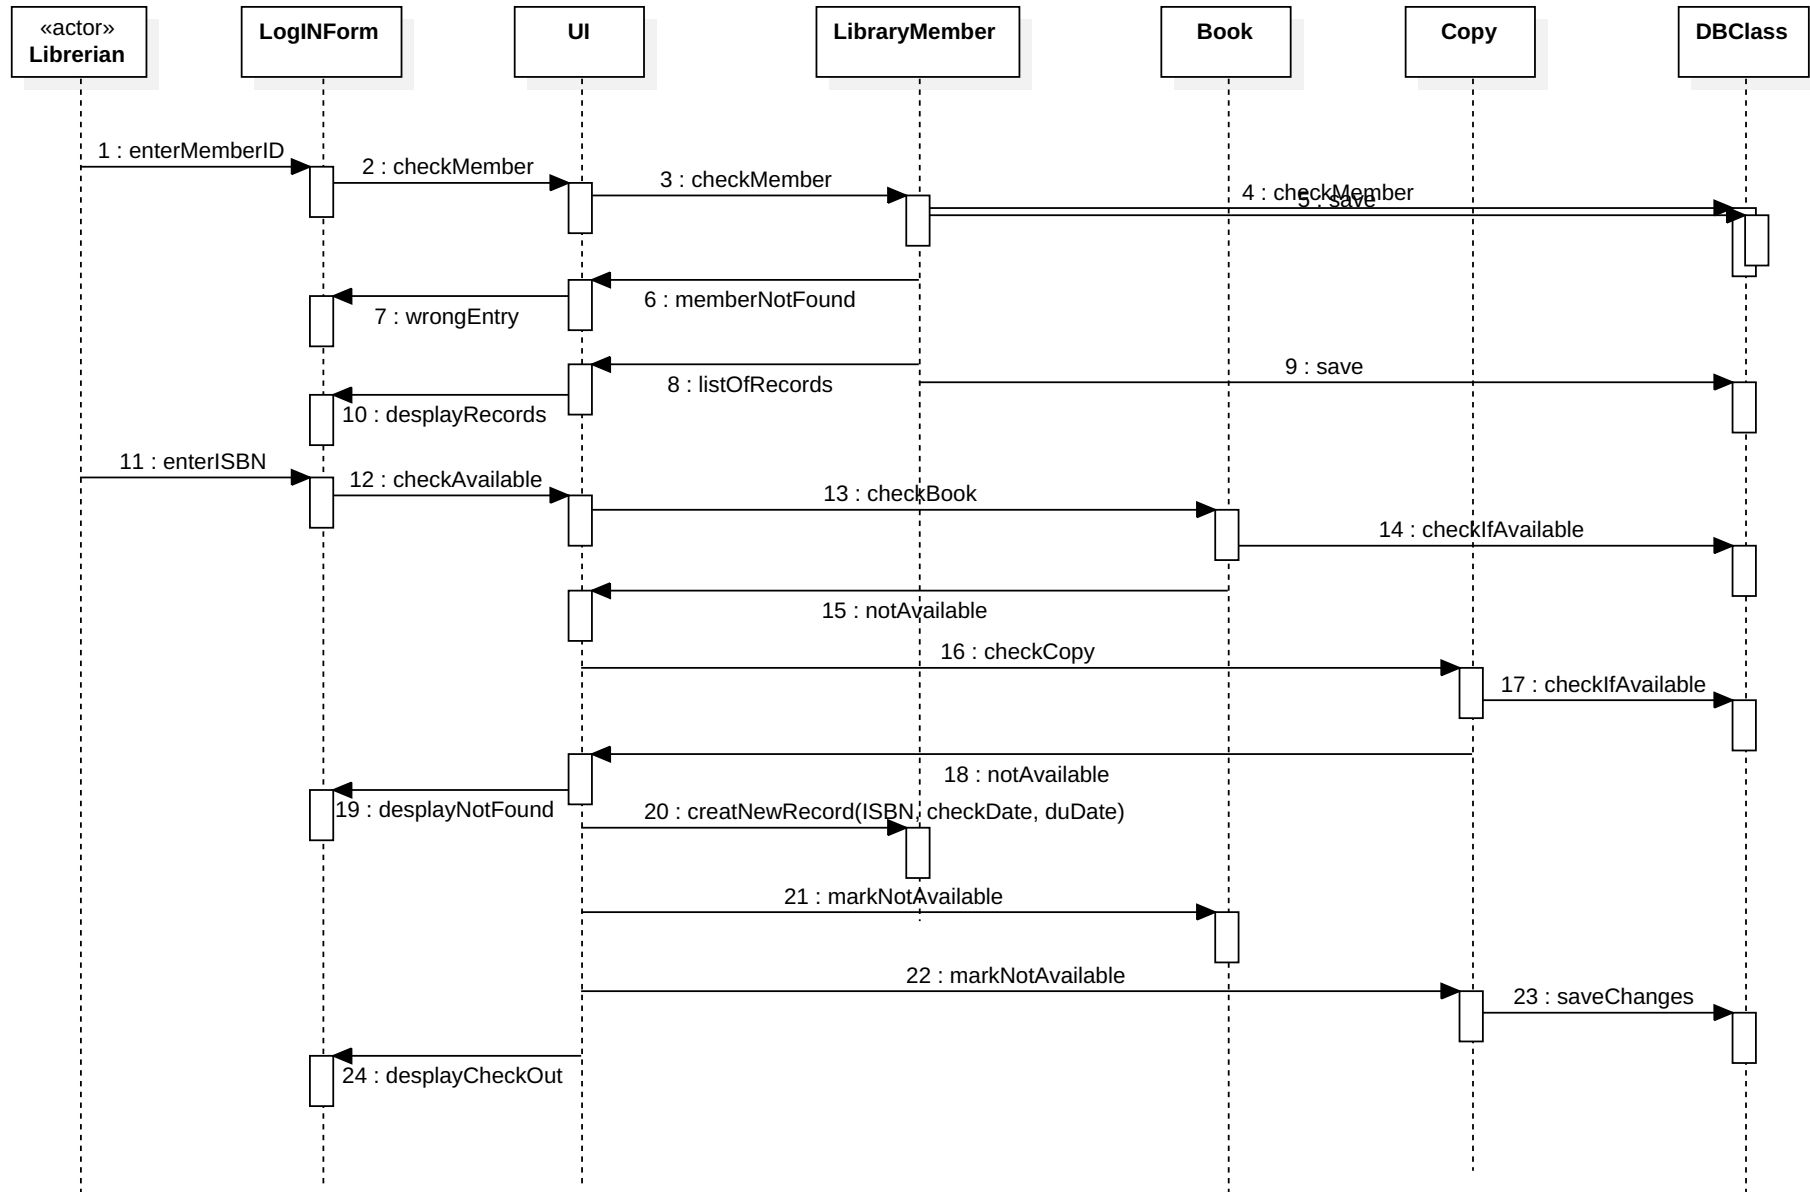 «actor»
Librerian
LogINForm
UI
LibraryMember
Book
Copy
DBClass
1 : enterMemberID
2 : checkMember
3 : checkMember
4 : checkMember
5 : save
6 : memberNotFound
7 : wrongEntry
8 : listOfRecords
9 : save
10 : desplayRecords
11 : enterISBN
12 : checkAvailable
13 : checkBook
14 : checkIfAvailable
15 : notAvailable
16 : checkCopy
17 : checkIfAvailable
18 : notAvailable
19 : desplayNotFound
20 : creatNewRecord(ISBN, checkDate, duDate)
21 : markNotAvailable
22 : markNotAvailable
23 : saveChanges
24 : desplayCheckOut